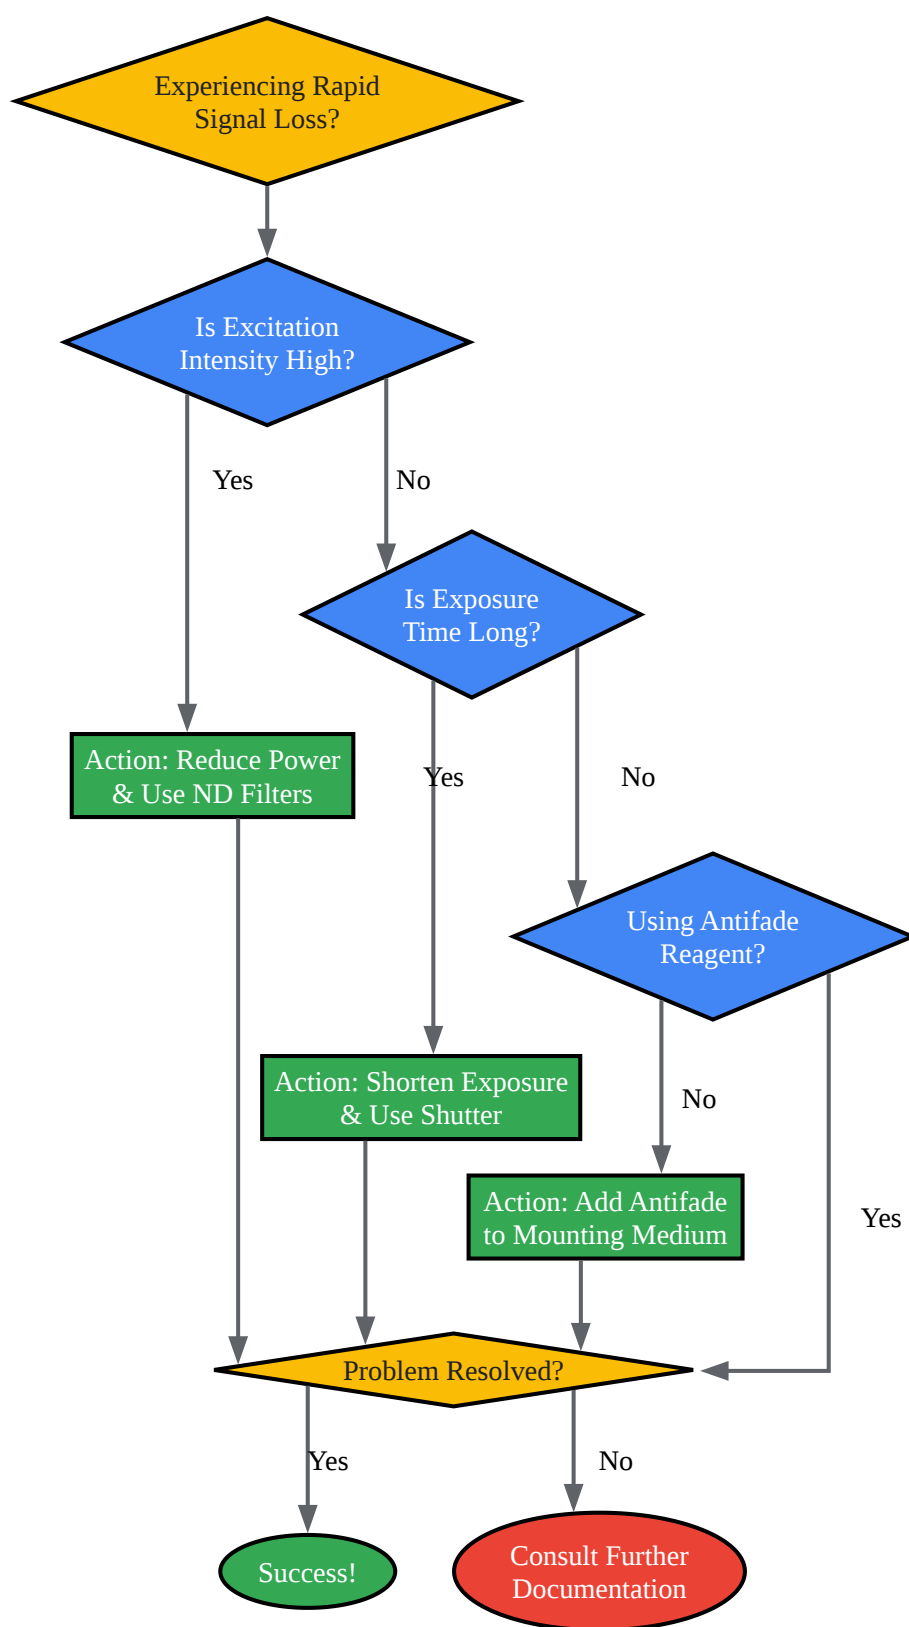 Experiencing Rapid
Signal Loss?
Is Excitation
Intensity High?
Yes
No
Is Exposure
Time Long?
Action: Reduce Power
& Use ND Filters
Yes
No
Using Antifade
Reagent?
Action: Shorten Exposure
& Use Shutter
No
Action: Add Antifade
to Mounting Medium
Yes
Problem Resolved?
Yes
No
Success!
Consult Further
Documentation